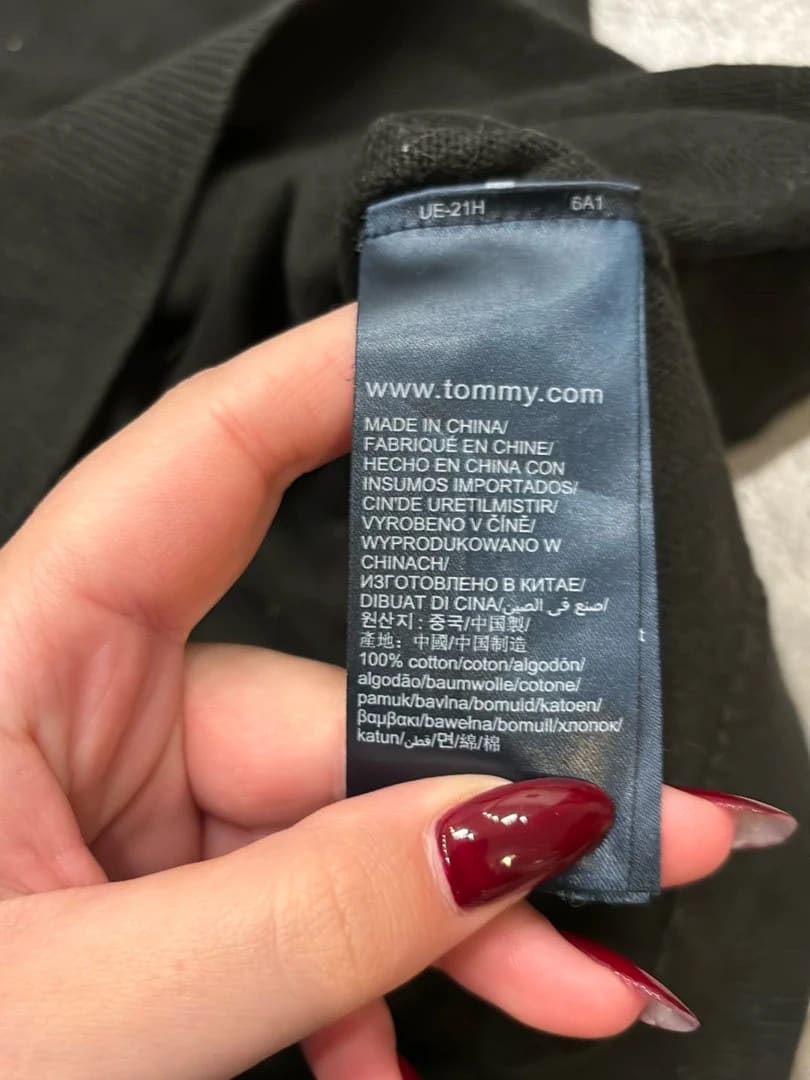 UE-21H 6A1
www.tommy.com
MADE IN CHINA/
FABRIQUÉ EN CHINE/
HECHO EN CHINA CON
INSUMOS IMPORTADOS/
CIN'DE URETILMISTIR/
VYROBENO V ČÍNĚ/
WYPRODUKOWANO W
CHINACH/
ИЗГОТОВЛЕНО В КИТАЕ/
DIBUAT DI CINA/صنع في الصين/
원산지 : 중국/中国製/
產地：中國/中国制造
100% cotton/coton/algodón/
algodão/baumwolle/cotone/
pamuk/bavlna/bomuld/katoen/
βαμβακι/bawełna/bomull/хлопок/
katun/قطن/면/綿/棉